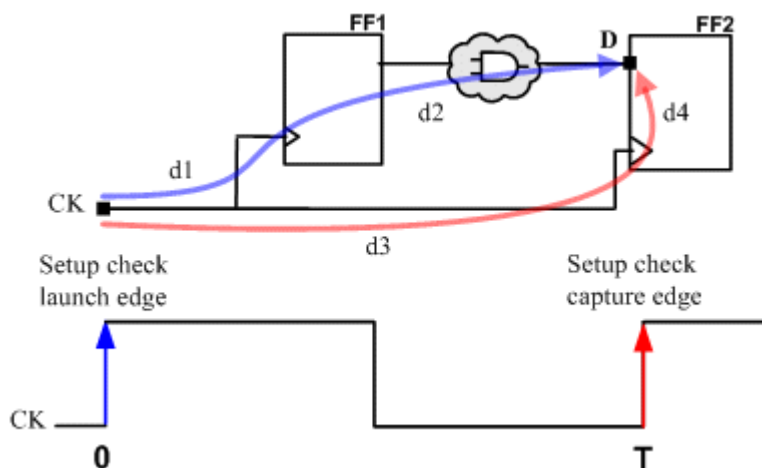 FF1
D
FF2
d2
d4
d1
CK
d3
Setup check
launch edge
Setup check
capture edge
CK
0
T